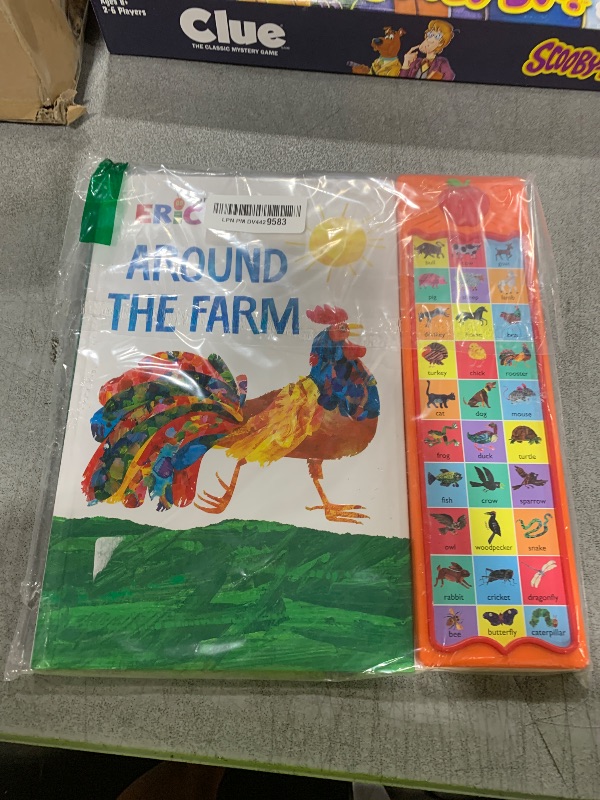 Ages 8+
2-6 Players
Clue
THE CLASSIC MYSTERY GAME
SCOOBY-
ERIC
LPN PM DV442 9583
AROUND
THE FARM
bull
pig
turkey chick rooster
cat dog mouse
frog duck turtle
fish crow sparrow
owl woodpecker snake
rabbit cricket dragonfly
bee butterfly caterpillar